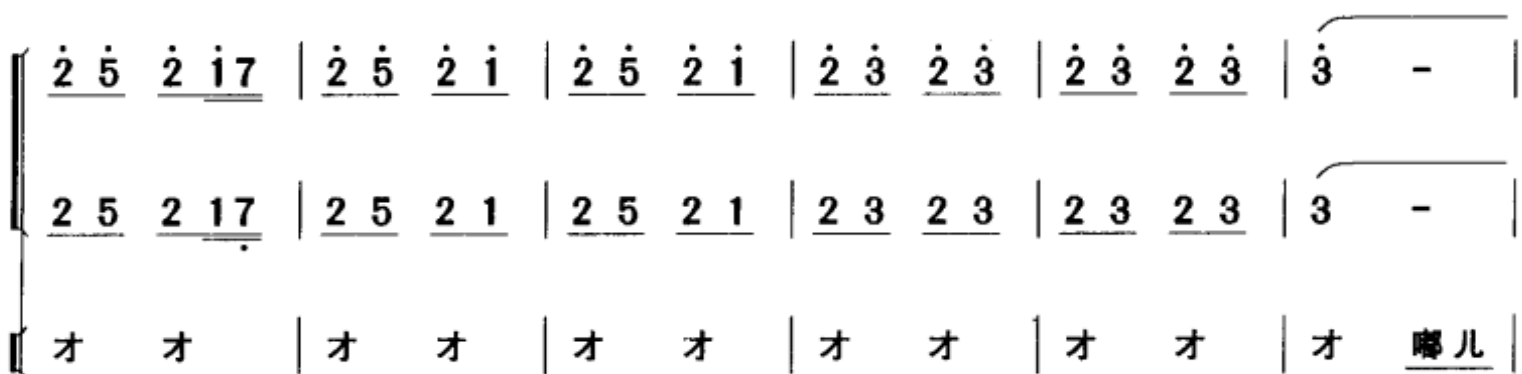 2̇ 5̇ 2̇ 1̇7 | 2̇ 5̇ 2̇ 1̇ | 2̇ 5̇ 2̇ 1̇ | 2̇ 3̇ 2̇ 3̇ | 2̇ 3̇ 2̇ 3̇ | 3̇ - |
2 5 2 17̣ | 2 5 2 1 | 2 5 2 1 | 2 3 2 3 | 2 3 2 3 | 3 - |
才 才 | 才 才 | 才 才 | 才 才 | 才 才 | 才 嘟儿 |